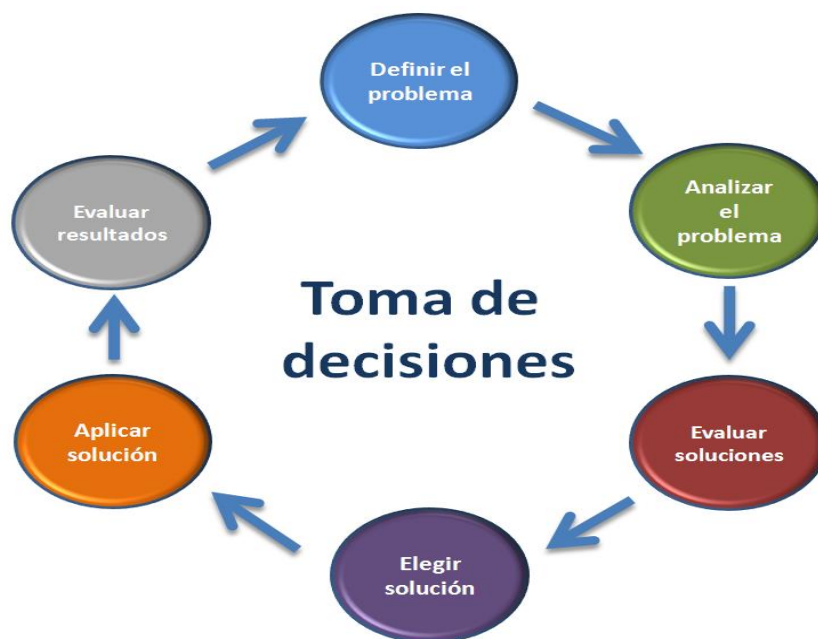 Definir el
problema
Analizar
el
problema
Evaluar
soluciones
Elegir
solución
Aplicar
solución
Evaluar
resultados
Toma de
decisiones